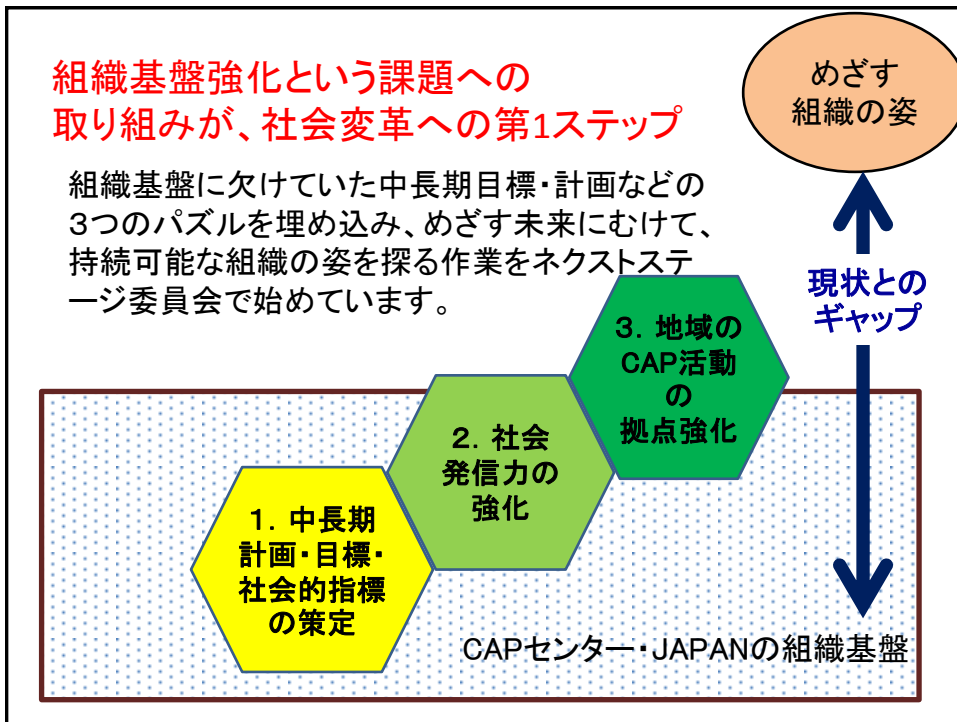 組織基盤強化という課題への
取り組みが、社会変革への第1ステップ
めざす
組織の姿
組織基盤に欠けていた中長期目標・計画などの
３つのパズルを埋め込み、めざす未来にむけて、
持続可能な組織の姿を探る作業をネクストステ
ージ委員会で始めています。
現状との
ギャップ
３．地域の
CAP活動
の
拠点強化
２．社会
発信力の
強化
１．中長期
計画・目標・
社会的指標
の策定
CAPセンター・JAPANの組織基盤